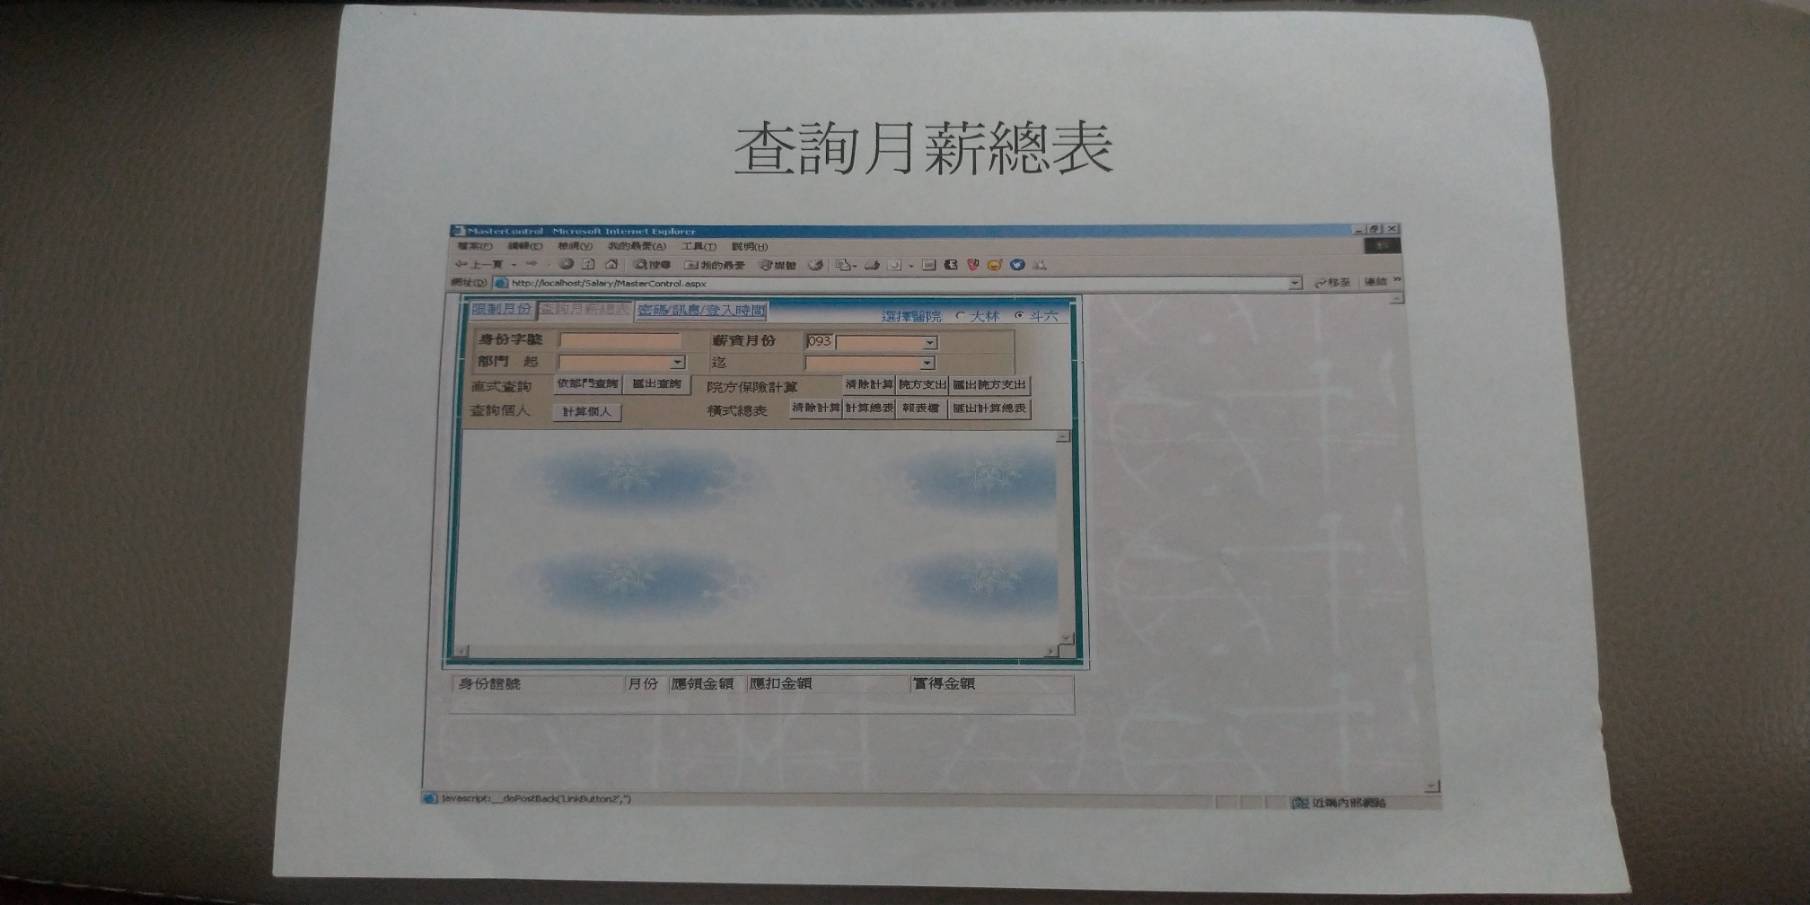 查詢月薪總表
MasterControl - Microsoft Internet Explorer
檔案(F) 編輯(E) 檢視(V) 我的最愛(A) 工具(T) 說明(H)
上一頁 搜尋 我的最愛 媒體
網址(D) http://localhost/Salary/MasterControl.aspx 移至 連結 »
限制月份 查詢月薪總表 密碼/訊息/登入時間 選擇醫院 大林 斗六
身份字號 薪資月份 093
部門 起 迄
直式查詢 依部門查詢 匯出查詢 院方保險計算 清除計算 院方支出 匯出院方支出
查詢個人 計算個人 橫式總表 清除計算 計算總表 報表檔 匯出計算總表
身份證號 月份 應領金額 應扣金額 實得金額
javascript:__doPostBack('LinkButton2','')
近端內部網路